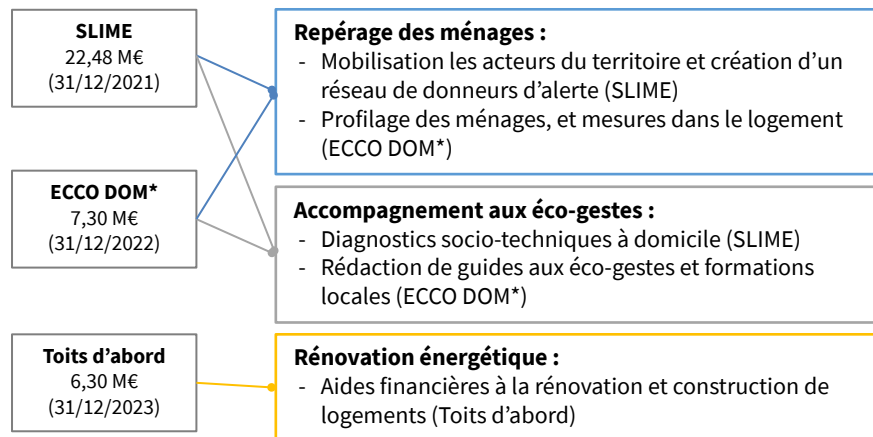 SLIME
22,48 M€
(31/12/2021)
ECCO DOM*
7,30 M€
(31/12/2022)
Toits d’abord
6,30 M€
(31/12/2023)
Repérage des ménages :
- Mobilisation les acteurs du territoire et création d’un
réseau de donneurs d’alerte (SLIME)
- Profilage des ménages, et mesures dans le logement
(ECCO DOM*)
Accompagnement aux éco-gestes :
- Diagnostics socio-techniques à domicile (SLIME)
- Rédaction de guides aux éco-gestes et formations
locales (ECCO DOM*)
Rénovation énergétique :
- Aides financières à la rénovation et construction de
logements (Toits d’abord)